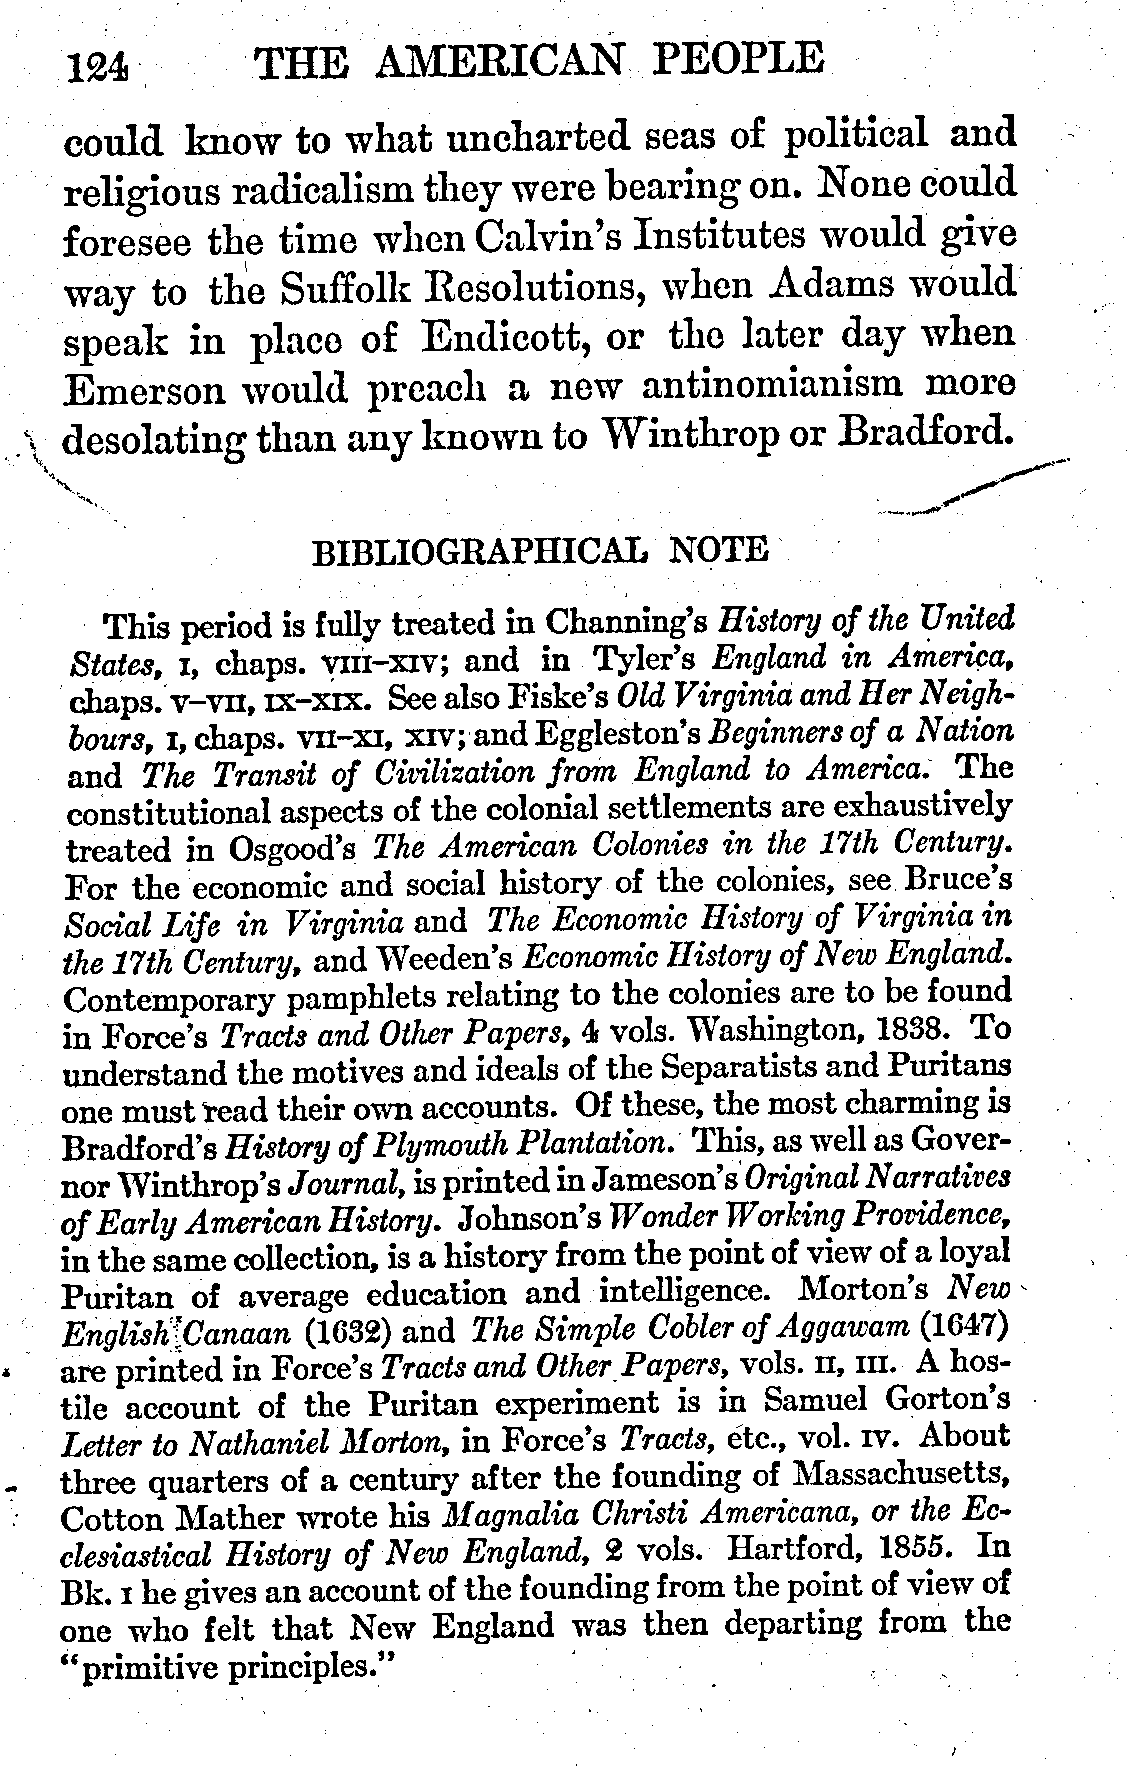 124 THE AMERICAN PEOPLE
could know to what uncharted seas of political and
religious radicalism they were bearing on. None could
foresee the time when Calvin's Institutes would give
way to the Suffolk Resolutions, when Adams would
speak in place of Endicott, or the later day when
Emerson would preach a new antinomianism more
desolating than any known to Winthrop or Bradford.
BIBLIOGRAPHICAL NOTE
This period is fully treated in Channing's History of the United
States, I, chaps. VIII–XIV; and in Tyler's England in America,
chaps. V–VII, IX–XIX. See also Fiske's Old Virginia and Her Neigh-
bours, I, chaps. VII–XI, XIV; and Eggleston's Beginners of a Nation
and The Transit of Civilization from England to America. The
constitutional aspects of the colonial settlements are exhaustively
treated in Osgood's The American Colonies in the 17th Century.
For the economic and social history of the colonies, see Bruce's
Social Life in Virginia and The Economic History of Virginia in
the 17th Century, and Weeden's Economic History of New England.
Contemporary pamphlets relating to the colonies are to be found
in Force's Tracts and Other Papers, 4 vols. Washington, 1838. To
understand the motives and ideals of the Separatists and Puritans
one must read their own accounts. Of these, the most charming is
Bradford's History of Plymouth Plantation. This, as well as Gover-
nor Winthrop's Journal, is printed in Jameson's Original Narratives
of Early American History. Johnson's Wonder Working Providence,
in the same collection, is a history from the point of view of a loyal
Puritan of average education and intelligence. Morton's New
English Canaan (1632) and The Simple Cobler of Aggawam (1647)
are printed in Force's Tracts and Other Papers, vols. II, III. A hos-
tile account of the Puritan experiment is in Samuel Gorton's
Letter to Nathaniel Morton, in Force's Tracts, etc., vol. IV. About
three quarters of a century after the founding of Massachusetts,
Cotton Mather wrote his Magnalia Christi Americana, or the Ec-
clesiastical History of New England, 2 vols. Hartford, 1855. In
Bk. I he gives an account of the founding from the point of view of
one who felt that New England was then departing from the
"primitive principles."